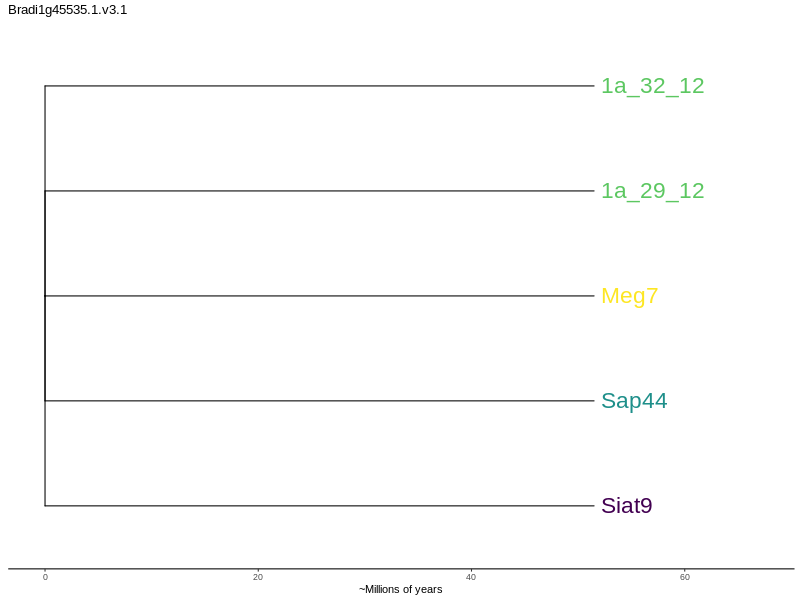 Bradi1g45535.1.v3.1
1a_32_12
1a_29_12
Meg7
Sap44
Siat9
0 20 40 60
~Millions of years